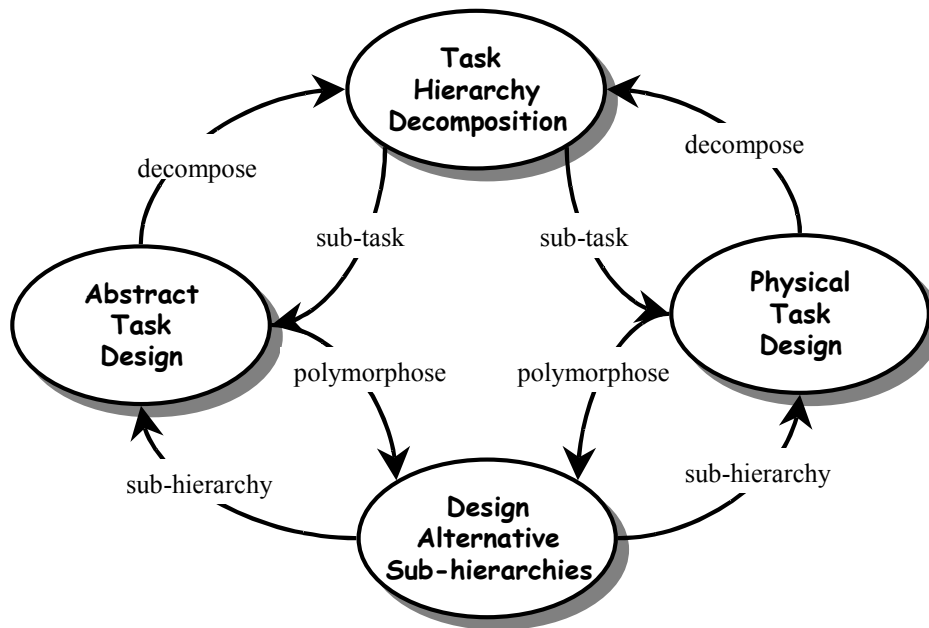 Task
Hierarchy
Decomposition
decompose
decompose
sub-task
sub-task
Abstract
Task
Design
Physical
Task
Design
polymorphose
polymorphose
sub-hierarchy
sub-hierarchy
Design
Alternative
Sub-hierarchies